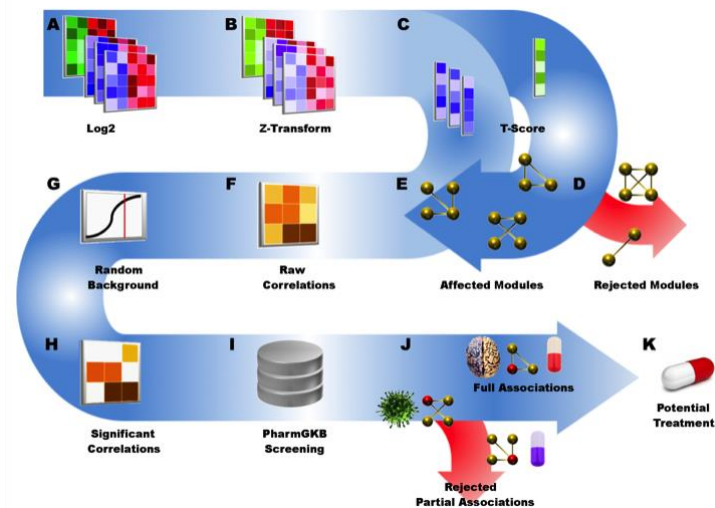 A
B
C
Log2
Z-Transform
T-Score
G
F
E
D
Random
Background
Raw
Correlations
Affected Modules
Rejected Modules
H
I
J
K
Full Associations
Significant
Correlations
PharmGKB
Screening
Potential
Treatment
Rejected
Partial Associations